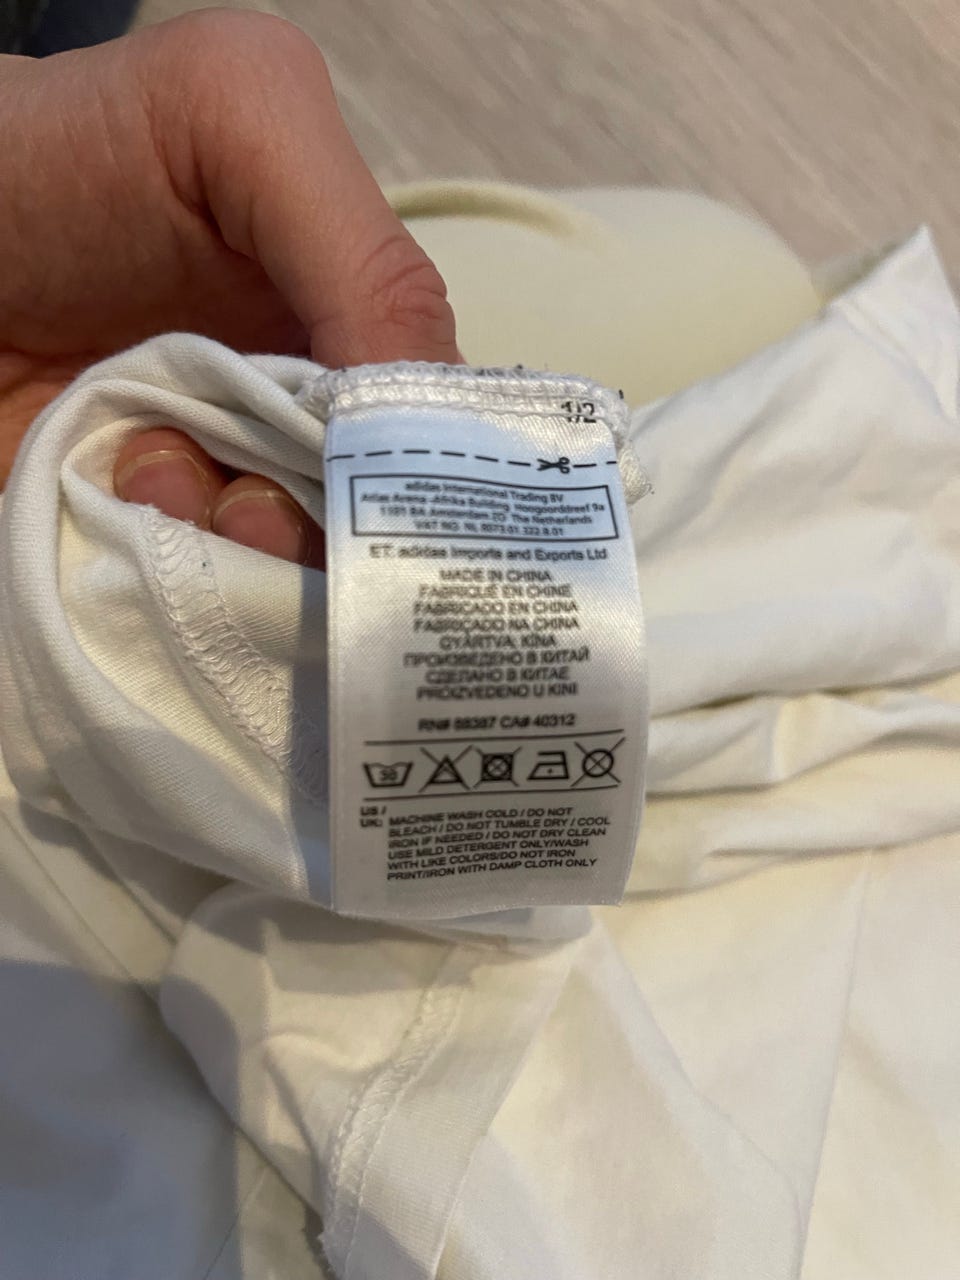 1/2
adidas International Trading BV
Atlas Arena -Afrika Building Hoogoorddreef 9a
1101 BA Amsterdam ZO The Netherlands
VAT NO. NL 8073.01.322.B.01
ET. adidas Imports and Exports Ltd
MADE IN CHINA
FABRIQUÉ EN CHINE
FABRICADO EN CHINA
FABRICADO NA CHINA
GYÁRTVA: KÍNA
ПРОИЗВЕДЕНО В КИТАЙ
СДЕЛАНО В КИТАЕ
PROIZVEDENO U KINI
RN# 88387 CA# 40312
30
US / UK: MACHINE WASH COLD / DO NOT
BLEACH / DO NOT TUMBLE DRY / COOL
IRON IF NEEDED / DO NOT DRY CLEAN
USE MILD DETERGENT ONLY/WASH
WITH LIKE COLORS/DO NOT IRON
PRINT/IRON WITH DAMP CLOTH ONLY